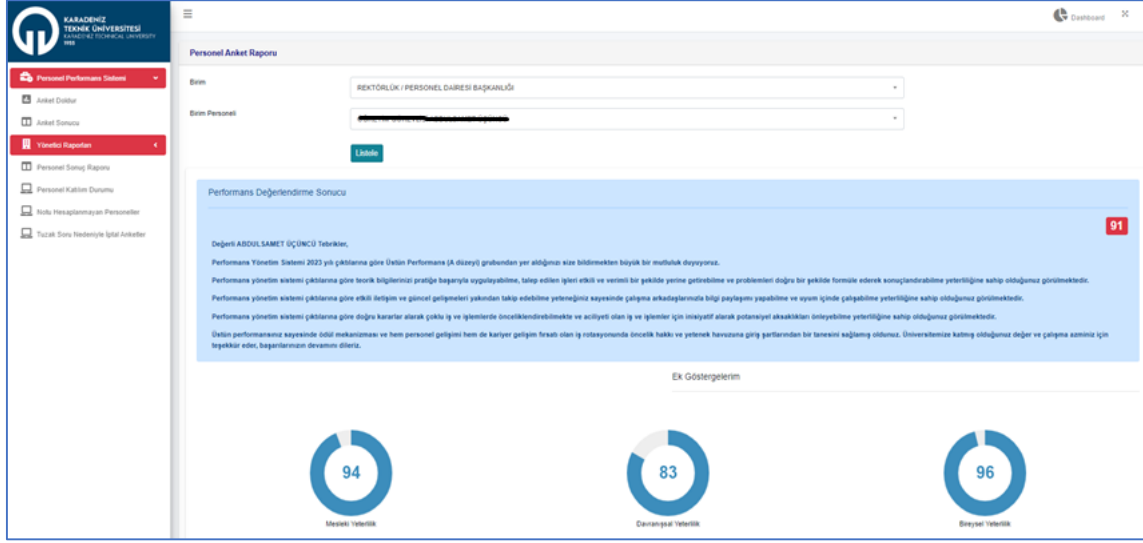 KARADENİZ
TEKNİK ÜNİVERSİTESİ
KARADENİZ TECHNICAL UNIVERSITY
1955
Dashboard
Personel Performans Sistemi
Anket Doldur
Anket Sonucu
Yönetici Raporları
Personel Sonuç Raporu
Personel Katılım Durumu
Notu Hesaplanmayan Personeller
Tuzak Soru Nedeniyle İptal Anketler
Personel Anket Raporu
Birim
REKTÖRLÜK / PERSONEL DAİRESİ BAŞKANLIĞI
Birim Personeli
Listele
Performans Değerlendirme Sonucu
91
Değerli ABDULSAMET ÜÇÜNCÜ Tebrikler,
Performans Yönetim Sistemi 2023 yılı çıktılarına göre Üstün Performans (A düzeyi) grubundan yer aldığınızı size bildirmekten büyük bir mutluluk duyuyoruz.
Performans yönetim sistemi çıktılarına göre teorik bilgilerinizi pratiğe başarıyla uygulayabilme, talep edilen işleri etkili ve verimli bir şekilde yerine getirebilme ve problemleri doğru bir şekilde formüle ederek sonuçlandırabilme yeterliliğine sahip olduğunuz görülmektedir.
Performans yönetim sistemi çıktılarına göre etkili iletişim ve güncel gelişmeleri yakından takip edebilme yeteneğiniz sayesinde çalışma arkadaşlarınızla bilgi paylaşımı yapabilme ve uyum içinde çalışabilme yeterliliğine sahip olduğunuz görülmektedir.
Performans yönetim sistemi çıktılarına göre doğru kararlar alarak çoklu iş ve işlemlerde önceliklendirebilmekte ve aciliyeti olan iş ve işlemler için inisiyatif alarak potansiyel aksaklıkları önleyebilme yeterliliğine sahip olduğunuz görülmektedir.
Üstün performansınız sayesinde ödül mekanizması ve hem personel gelişimi hem de kariyer gelişim fırsatı olan iş rotasyonunda öncelik hakkı ve yetenek havuzuna giriş şartlarından bir tanesini sağlamış oldunuz. Üniversitemize katmış olduğunuz değer ve çalışma azminiz için
teşekkür eder, başarılarınızın devamını dileriz.
Ek Göstergelerim
94
83
96
Mesleki Yeterlilik
Davranışsal Yeterlilik
Bireysel Yeterlilik